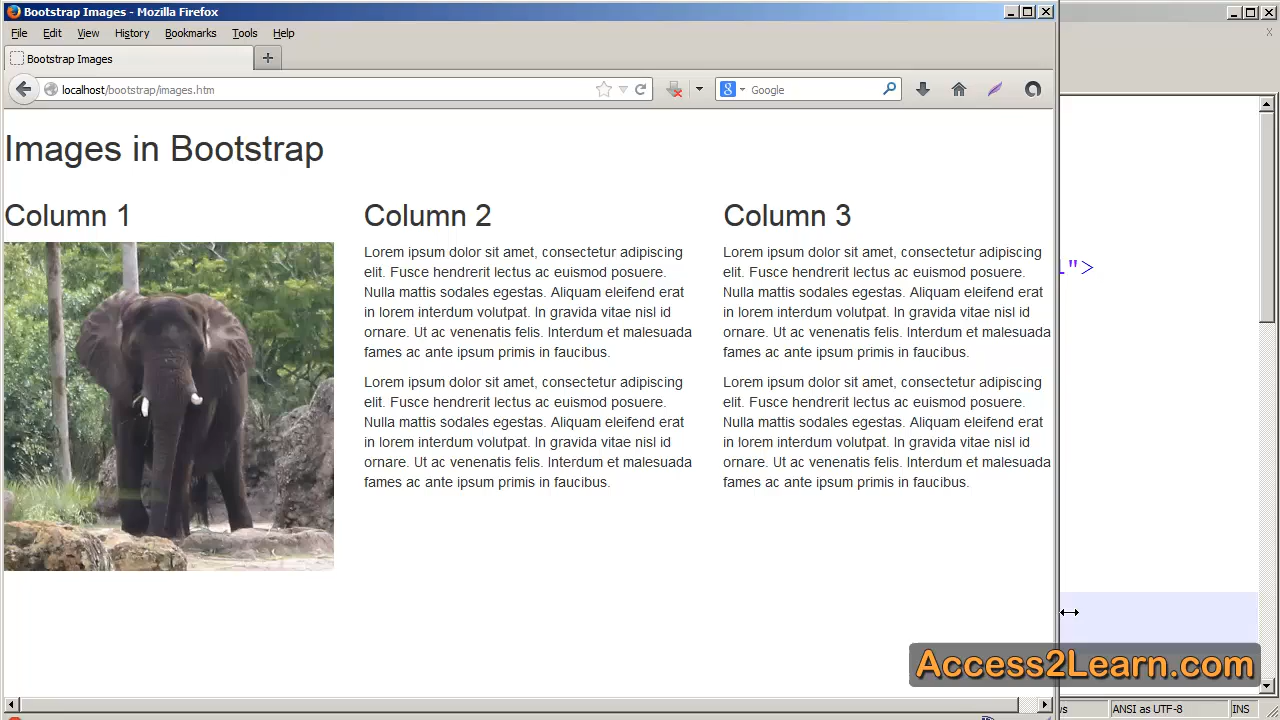 Bootstrap Images - Mozilla Firefox
File Edit View History Bookmarks Tools Help
Bootstrap Images
localhost/bootstrap/images.htm
Google
Images in Bootstrap
Column 1
Column 2
Lorem ipsum dolor sit amet, consectetur adipiscing
elit. Fusce hendrerit lectus ac euismod posuere.
Nulla mattis sodales egestas. Aliquam eleifend erat
in lorem interdum volutpat. In gravida vitae nisl id
ornare. Ut ac venenatis felis. Interdum et malesuada
fames ac ante ipsum primis in faucibus.
Lorem ipsum dolor sit amet, consectetur adipiscing
elit. Fusce hendrerit lectus ac euismod posuere.
Nulla mattis sodales egestas. Aliquam eleifend erat
in lorem interdum volutpat. In gravida vitae nisl id
ornare. Ut ac venenatis felis. Interdum et malesuada
fames ac ante ipsum primis in faucibus.
Column 3
Lorem ipsum dolor sit amet, consectetur adipiscing
elit. Fusce hendrerit lectus ac euismod posuere.
Nulla mattis sodales egestas. Aliquam eleifend erat
in lorem interdum volutpat. In gravida vitae nisl id
ornare. Ut ac venenatis felis. Interdum et malesuada
fames ac ante ipsum primis in faucibus.
Lorem ipsum dolor sit amet, consectetur adipiscing
elit. Fusce hendrerit lectus ac euismod posuere.
Nulla mattis sodales egestas. Aliquam eleifend erat
in lorem interdum volutpat. In gravida vitae nisl id
ornare. Ut ac venenatis felis. Interdum et malesuada
fames ac ante ipsum primis in faucibus.
">
Access2Learn.com
ANSI as UTF-8 INS